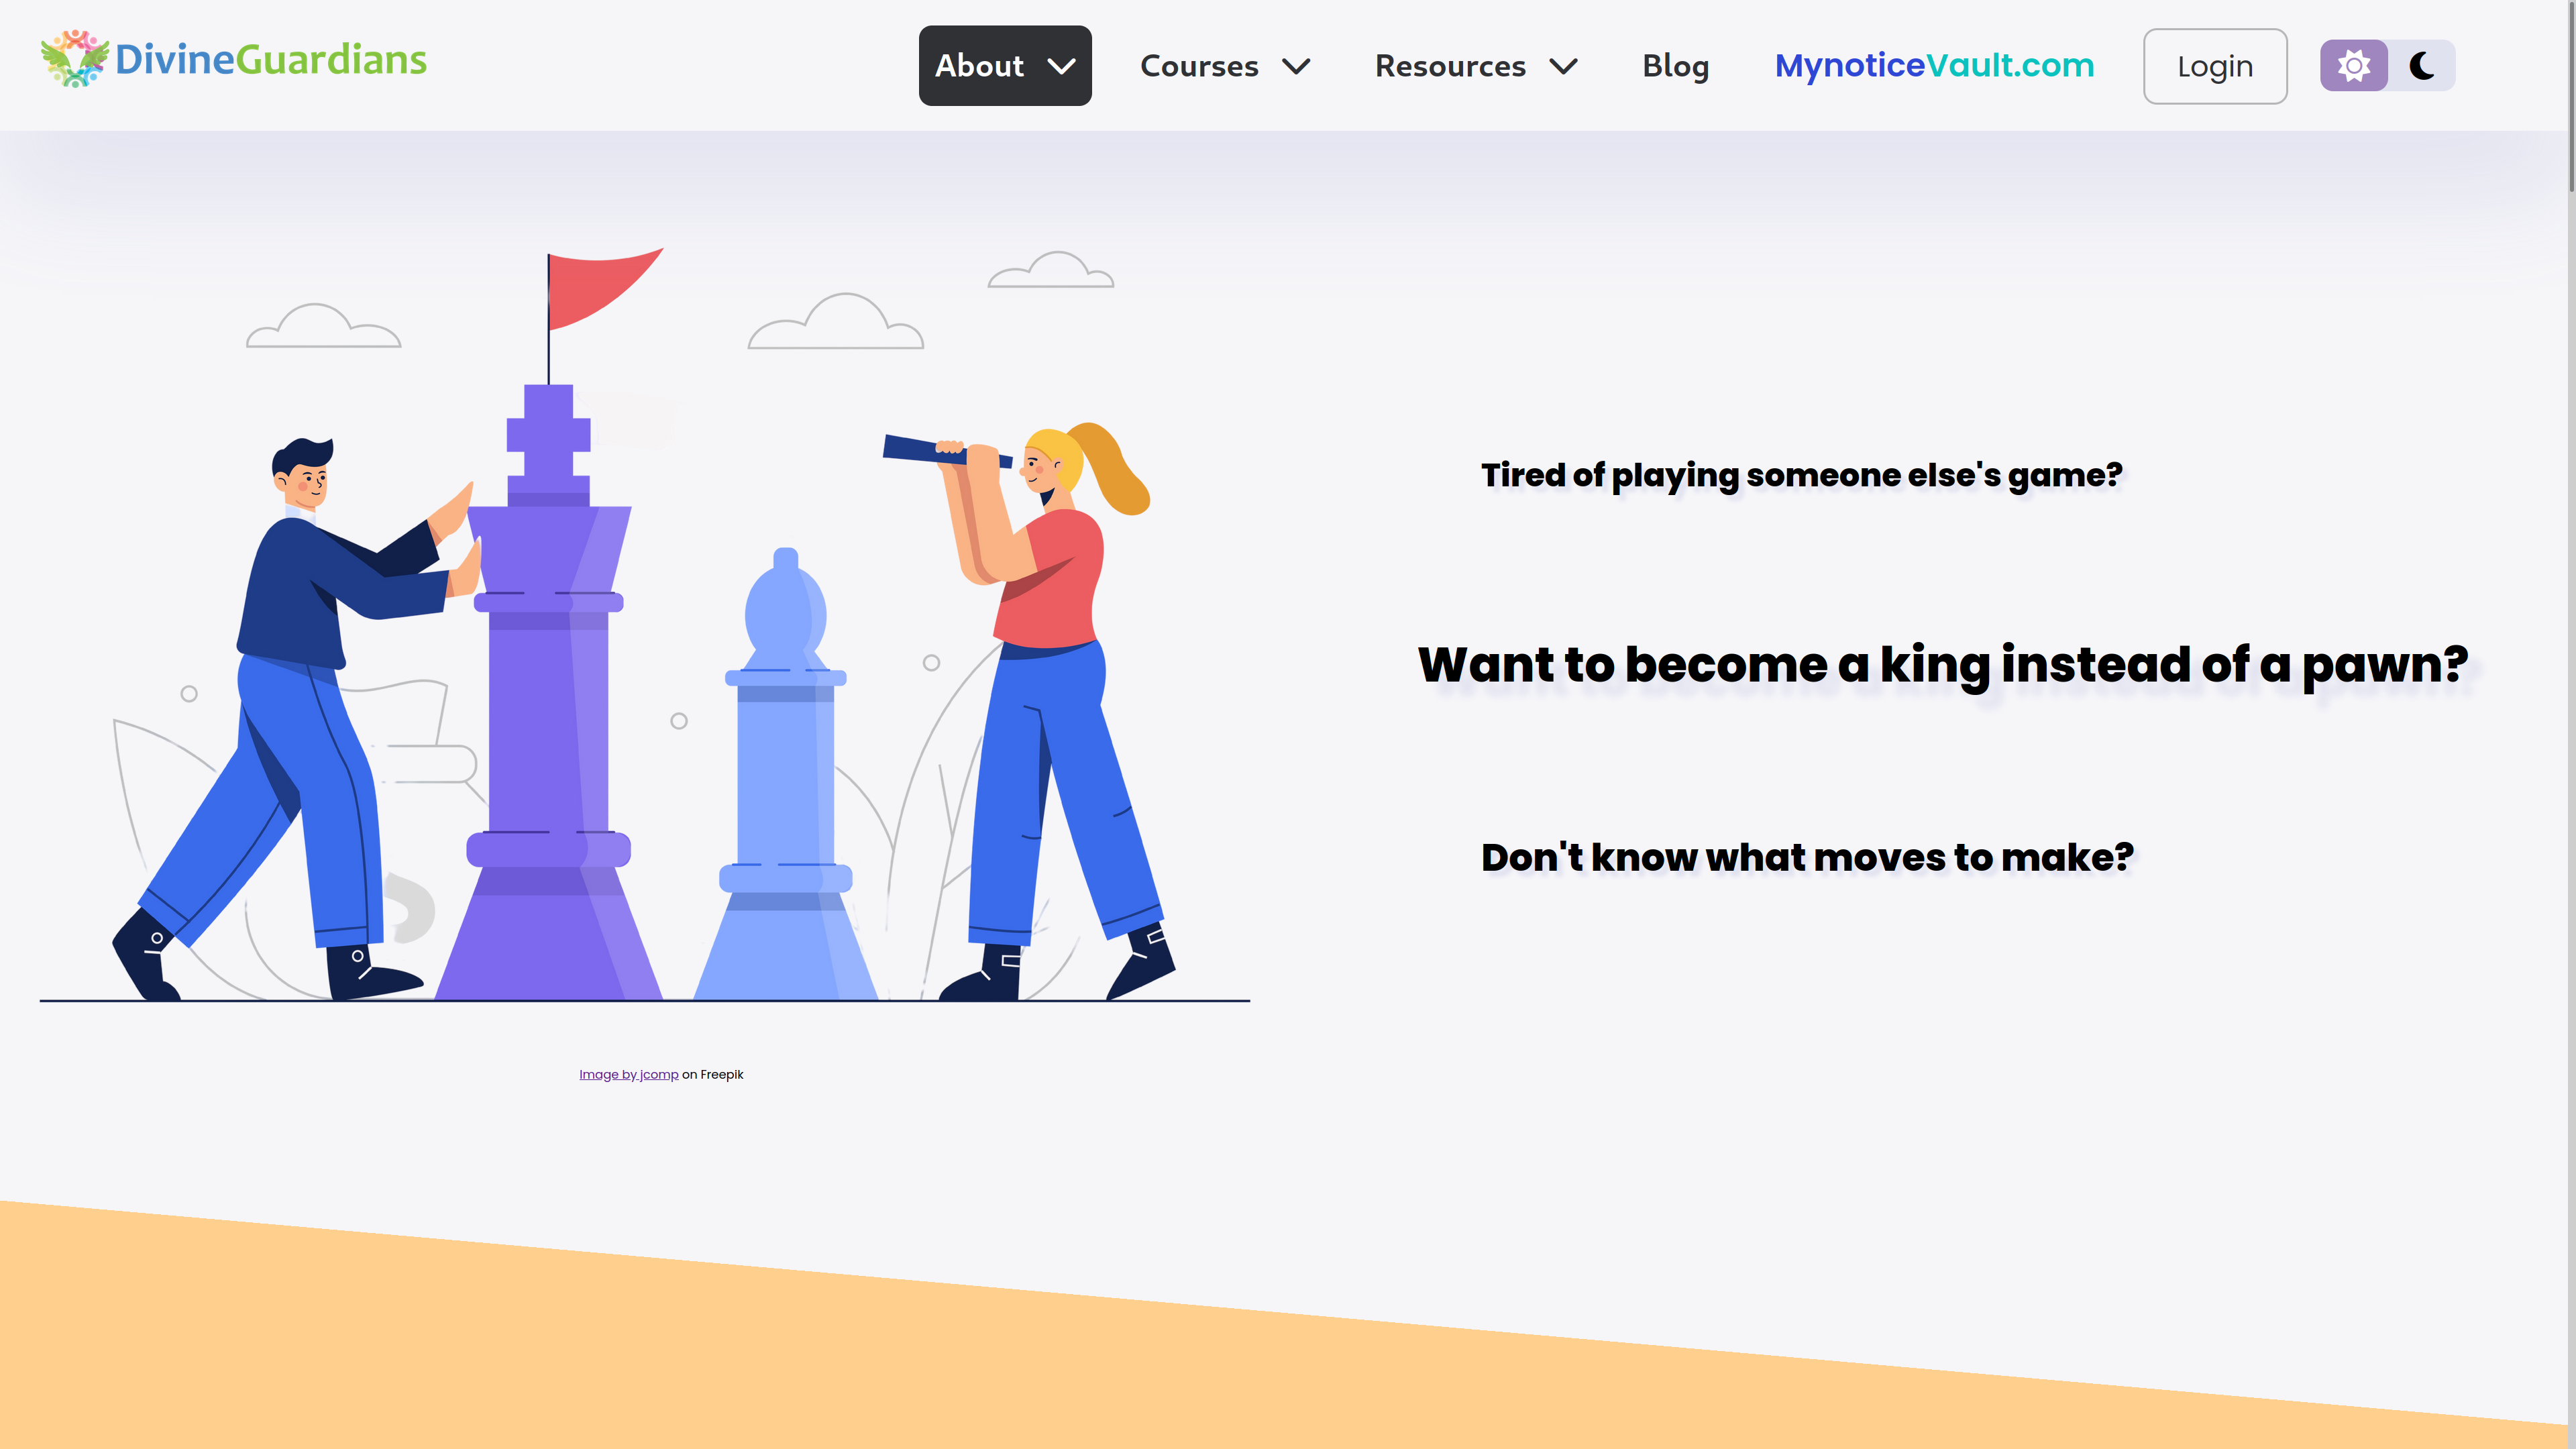 DivineGuardians
About
Courses
Resources
Blog
MynoticeVault.com
Login
Tired of playing someone else's game?
Want to become a king instead of a pawn?
Don't know what moves to make?
Image by jcomp on Freepik